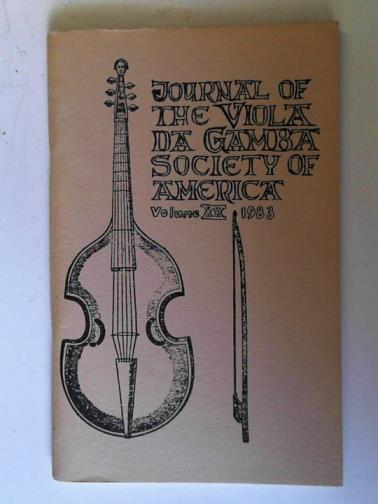 JOURNAL OF
THE VIOLA
DA GAMBA
SOCIETY OF
AMERICA
Volume XX 1983